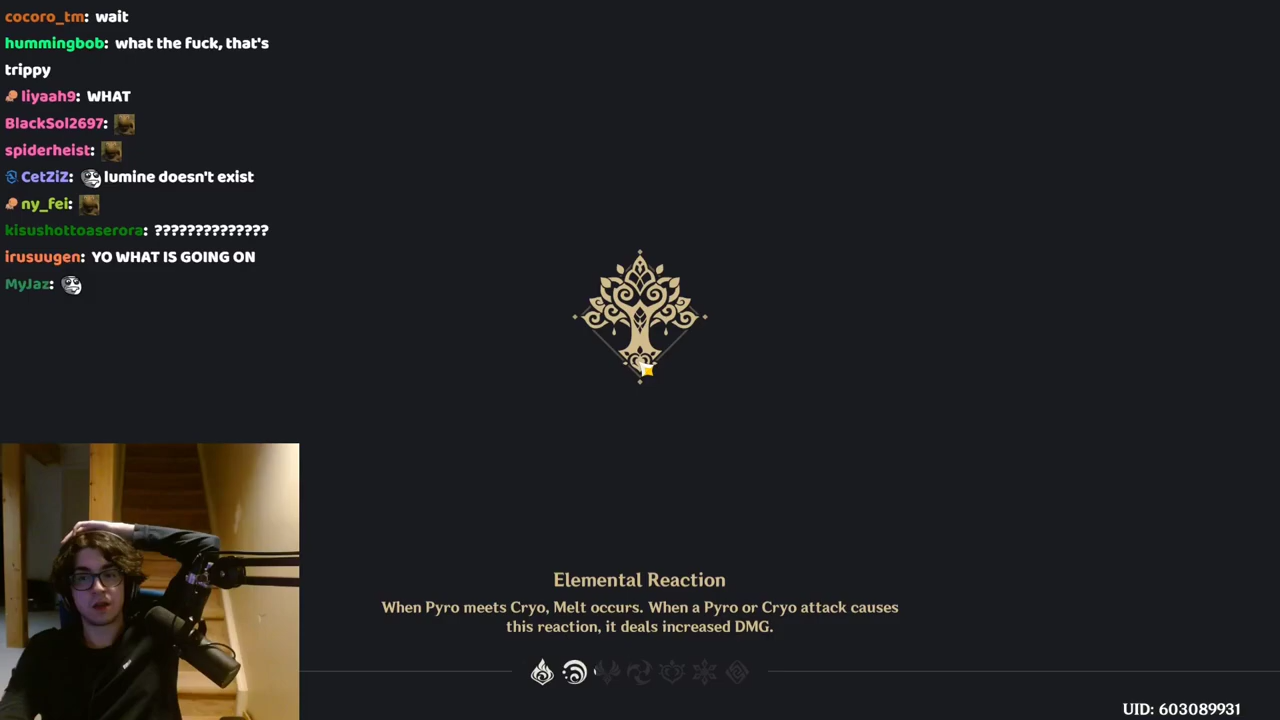 cocoro_tm: wait
hummingbob: what the fuck, that's
trippy
liyaah9: WHAT
BlackSol2697:
spiderheist:
CetZiZ: lumine doesn't exist
ny_fei:
kisushottoaserora: ??????????????
irusuugen: YO WHAT IS GOING ON
MyJaz:
Elemental Reaction
When Pyro meets Cryo, Melt occurs. When a Pyro or Cryo attack causes
this reaction, it deals increased DMG.
UID: 603089931